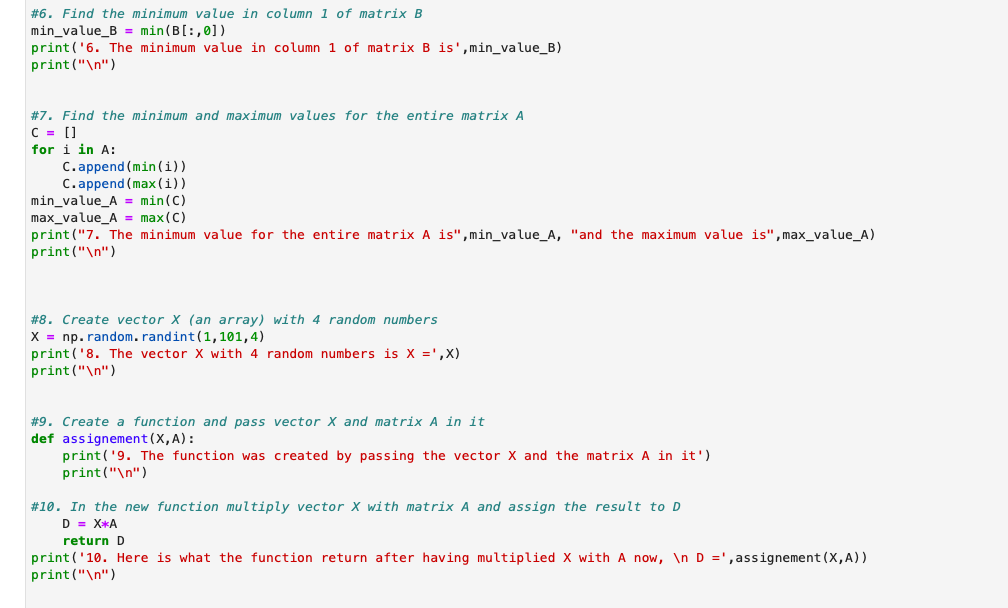 #6. Find the minimum value in column 1 of matrix B
min_value_B = min(B[:,0])
print('6. The minimum value in column 1 of matrix B is',min_value_B)
print("\n")
#7. Find the minimum and maximum values for the entire matrix A
C = []
for i in A:
    C.append(min(i))
    C.append(max(i))
min_value_A = min(C)
max_value_A = max(C)
print("7. The minimum value for the entire matrix A is",min_value_A, "and the maximum value is",max_value_A)
print("\n")
#8. Create vector X (an array) with 4 random numbers
X = np.random.randint(1,101,4)
print('8. The vector X with 4 random numbers is X =',X)
print("\n")
#9. Create a function and pass vector X and matrix A in it
def assignement(X,A):
    print('9. The function was created by passing the vector X and the matrix A in it')
    print("\n")
#10. In the new function multiply vector X with matrix A and assign the result to D
    D = X*A
    return D
print('10. Here is what the function return after having multiplied X with A now, \n D =',assignement(X,A))
print("\n")